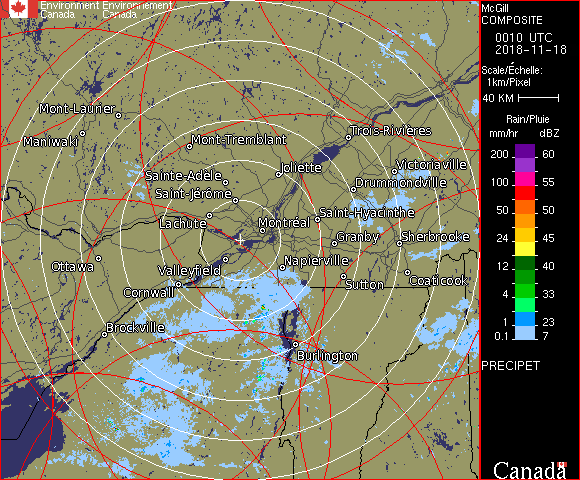 Environment Environnement
Canada Canada
McGill
COMPOSITE
0010 UTC
2018-11-18
Scale/Échelle:
1km/Pixel
40 KM
Rain/Pluie
mm/hr dBZ
200 60
100 55
50 50
24 45
12 40
4 33
1 23
0.1 7
PRECIPET
Canada
Mont-Laurier
Maniwaki
Mont-Tremblant
Trois-Rivières
Joliette
Victoriaville
Sainte-Adèle
Drummondville
Saint-Jérôme
Lachute
Montréal
Saint-Hyacinthe
Granby
Sherbrooke
Ottawa
Valleyfield
Napierville
Sutton
Coaticook
Cornwall
Brockville
Burlington